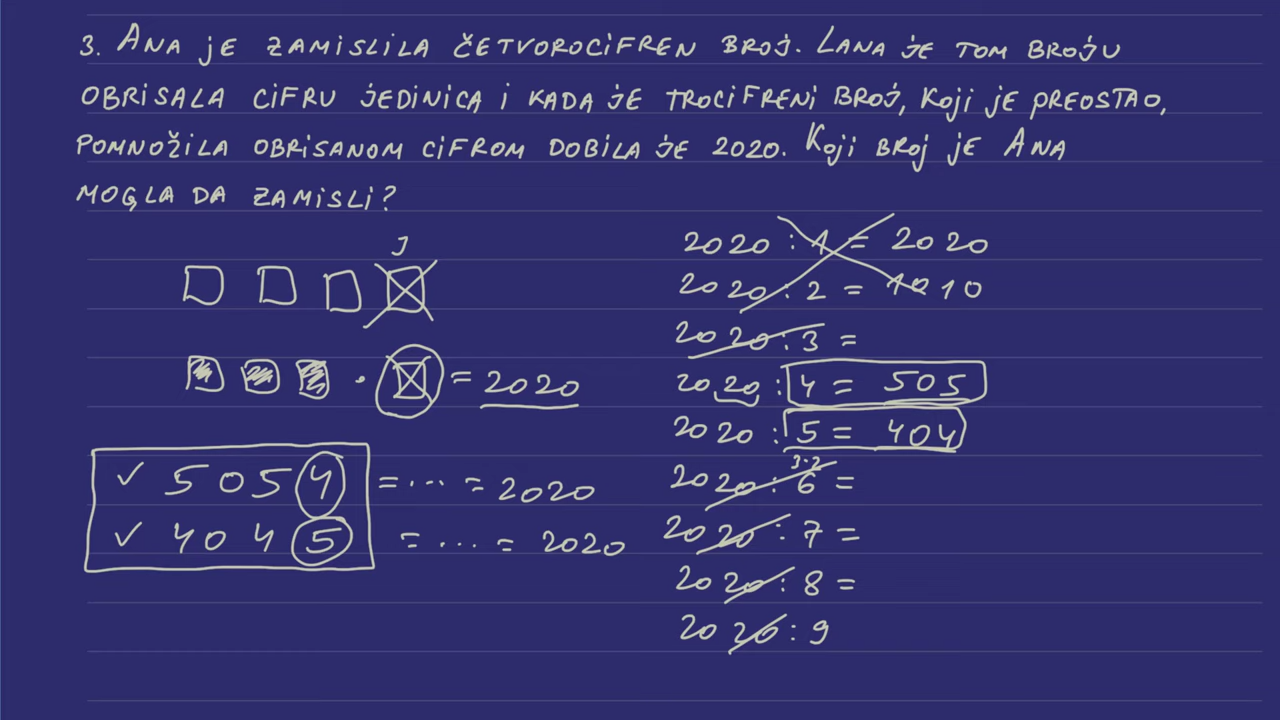 3. ANA JE ZAMISLILA ČETVOROCIFREN BROJ. LANA JE TOM BROJU
OBRISALA CIFRU JEDINICA I KADA JE TROCIFRENI BROJ, KOJI JE PREOSTAO,
POMNOŽILA OBRISANOM CIFROM DOBILA JE 2020. KOJI BROJ JE ANA
MOGLA DA ZAMISLI?
J
· = 2020
✓ 5054 = ... = 2020
✓ 4045 = ... = 2020
2020 : 1 = 2020
2020 : 2 = 1010
2020 : 3 =
2020 : 4 = 505
2020 : 5 = 404
3·2
2020 : 6 =
2020 : 7 =
2020 : 8 =
2020 : 9